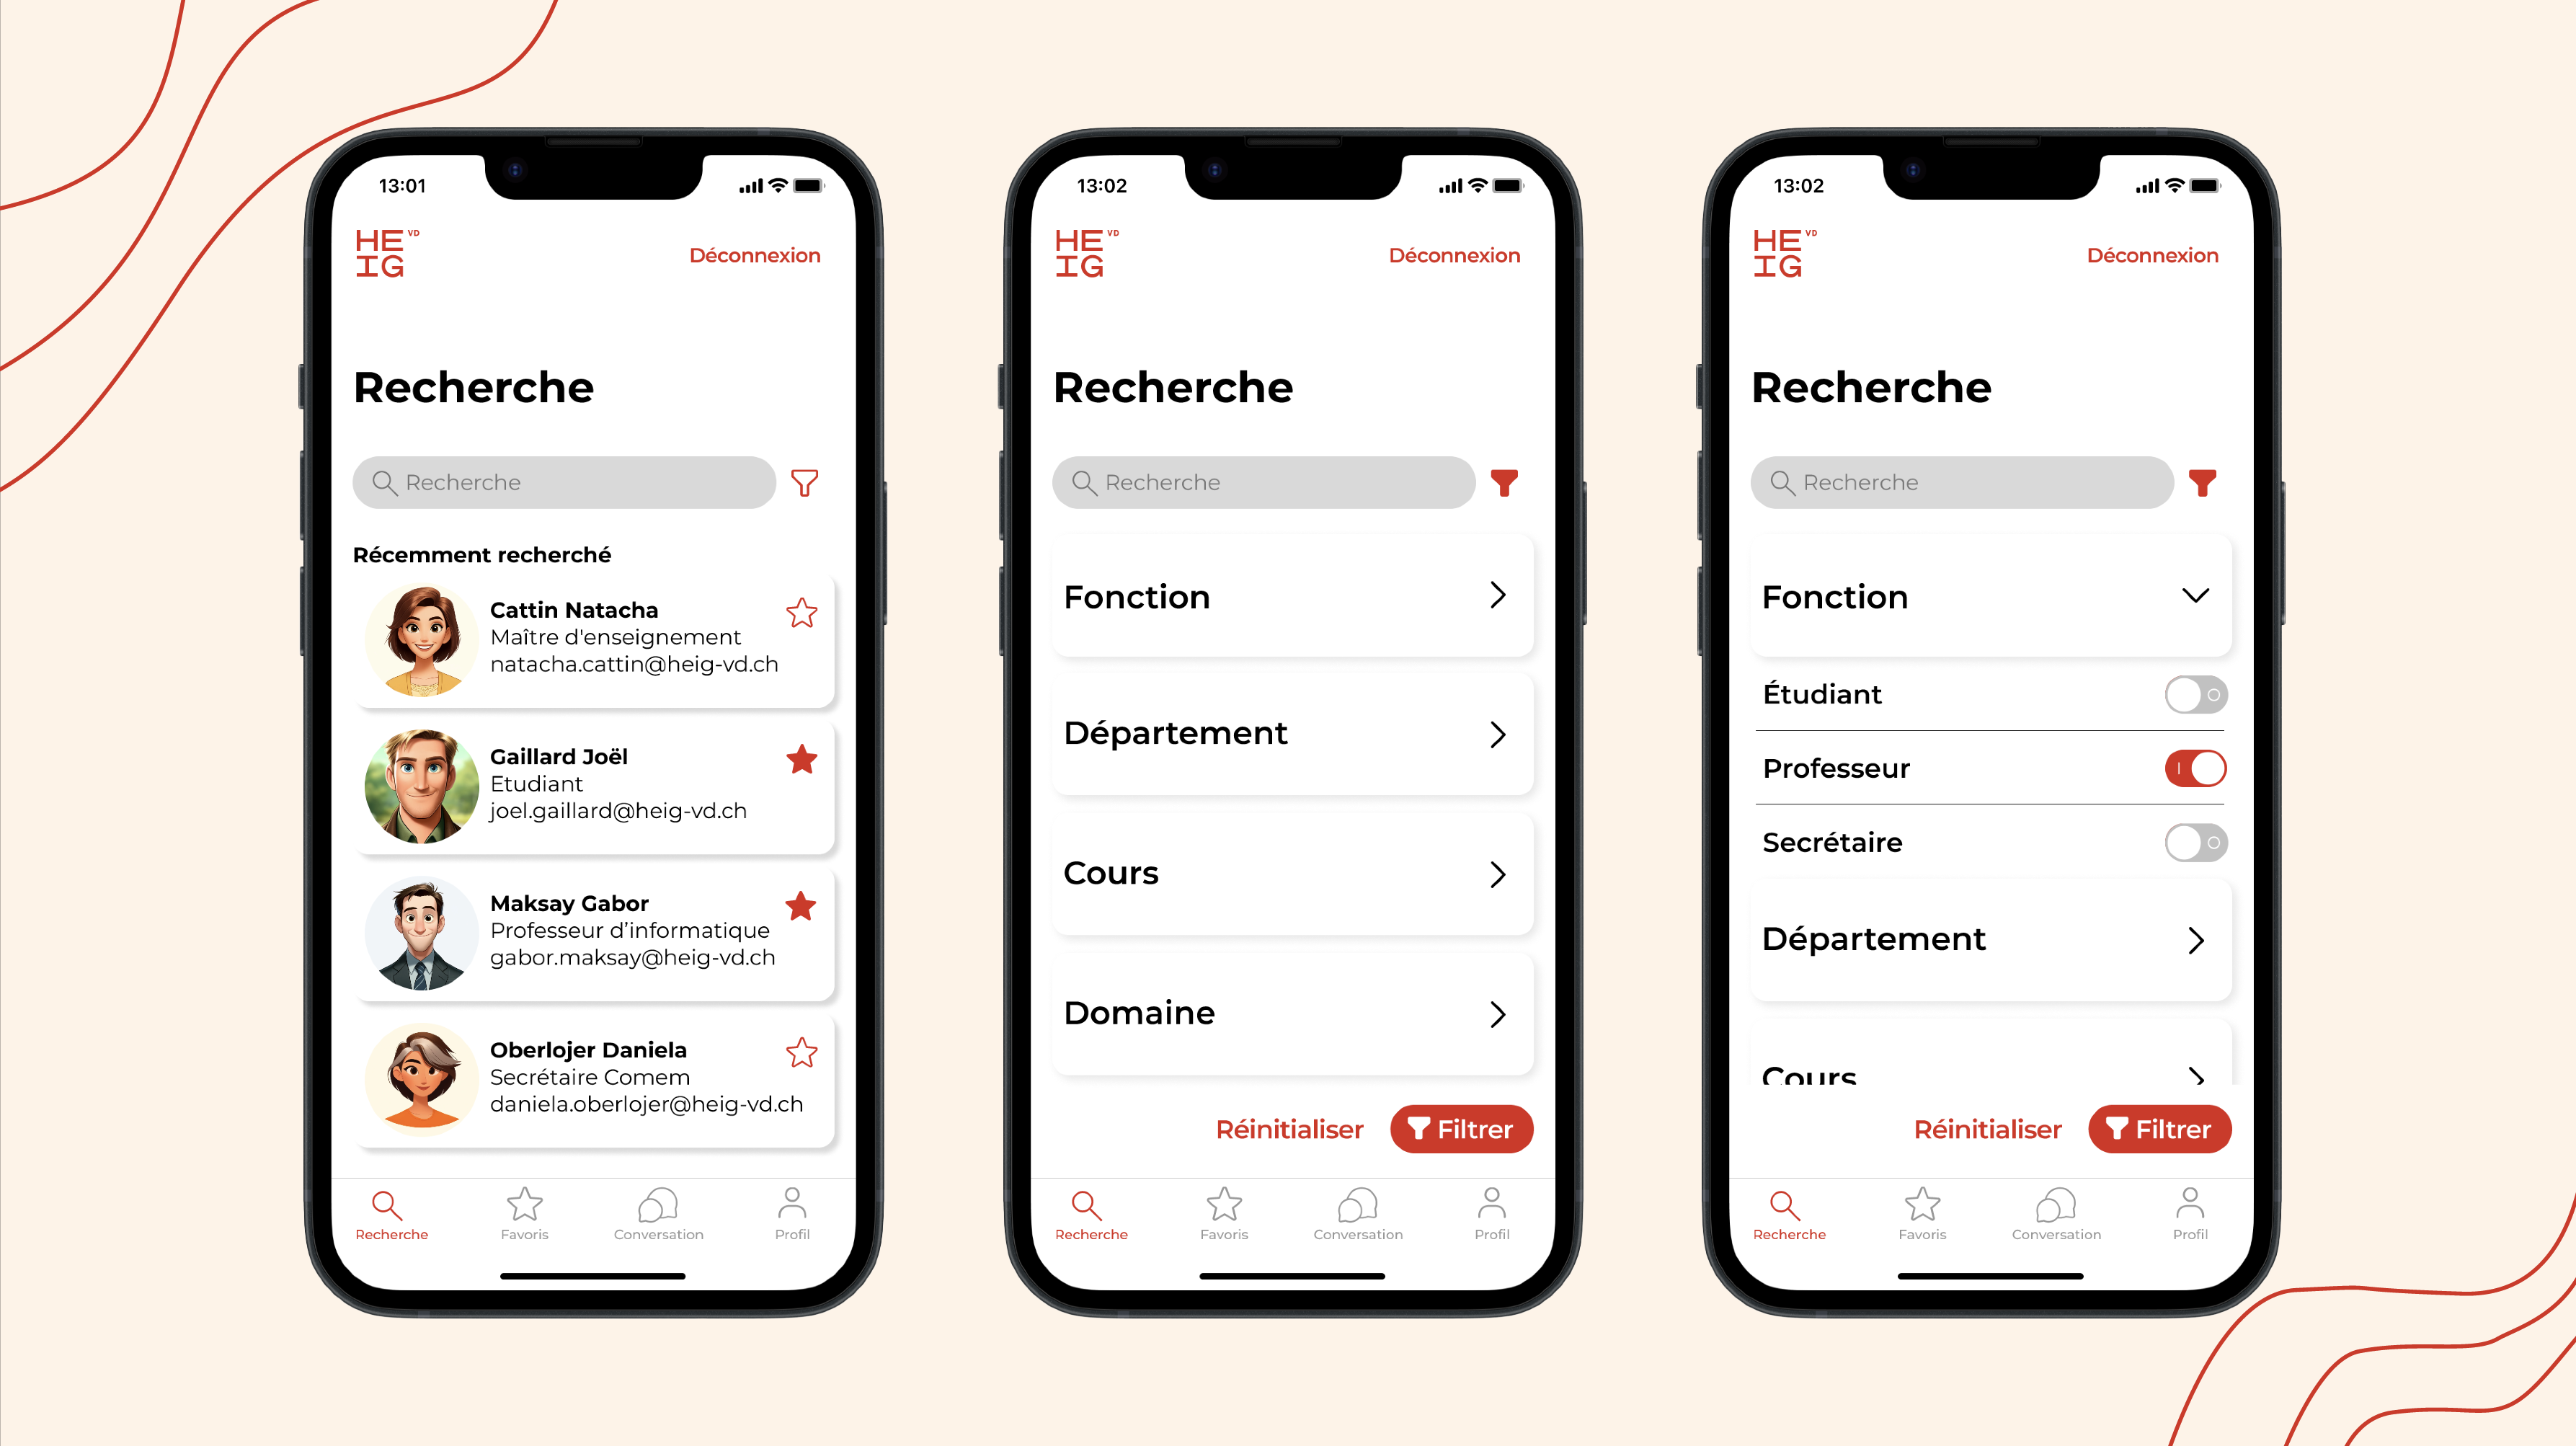 13:01
HE VD
IG
Déconnexion
Recherche
Recherche
Récemment recherché
Cattin Natacha
Maître d'enseignement
natacha.cattin@heig-vd.ch
Gaillard Joël
Etudiant
joel.gaillard@heig-vd.ch
Maksay Gabor
Professeur d’informatique
gabor.maksay@heig-vd.ch
Oberlojer Daniela
Secrétaire Comem
daniela.oberlojer@heig-vd.ch
Recherche
Favoris
Conversation
Profil
13:02
HE VD
IG
Déconnexion
Recherche
Recherche
Fonction
Département
Cours
Domaine
Réinitialiser
Filtrer
Recherche
Favoris
Conversation
Profil
13:02
HE VD
IG
Déconnexion
Recherche
Recherche
Fonction
Étudiant
Professeur
Secrétaire
Département
Cours
Réinitialiser
Filtrer
Recherche
Favoris
Conversation
Profil